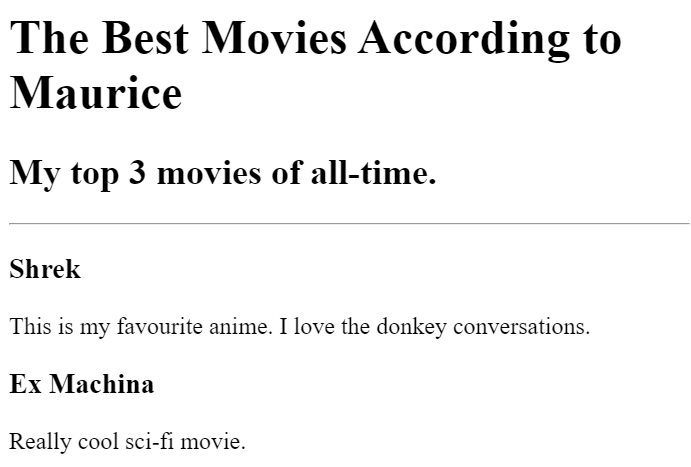 The Best Movies According to
Maurice
My top 3 movies of all-time.
Shrek
This is my favourite anime. I love the donkey conversations.
Ex Machina
Really cool sci-fi movie.